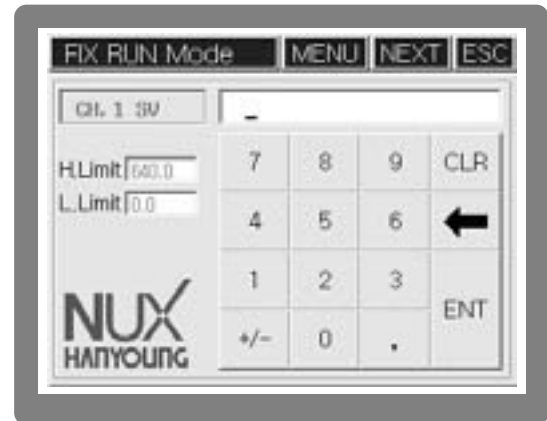 FIX RUN Mode MENU NEXT ESC
CH. 1 SV _
H.Limit 640.0
L.Limit 0.0
7 8 9 CLR
4 5 6
1 2 3
ENT
+/- 0 .
NUX
HANYOUNG